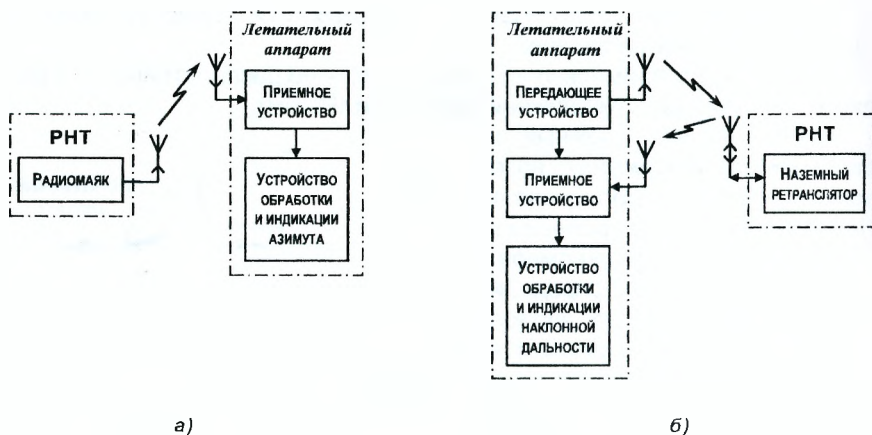 Летательный
аппарат
ПРИЕМНОЕ
УСТРОЙСТВО
РНТ
РАДИОМАЯК
УСТРОЙСТВО
ОБРАБОТКИ
И ИНДИКАЦИИ
АЗИМУТА
а)
Летательный
аппарат
ПЕРЕДАЮЩЕЕ
УСТРОЙСТВО
ПРИЕМНОЕ
УСТРОЙСТВО
РНТ
НАЗЕМНЫЙ
РЕТРАНСЛЯТОР
УСТРОЙСТВО
ОБРАБОТКИ
И ИНДИКАЦИИ
НАКЛОННОЙ
ДАЛЬНОСТИ
б)